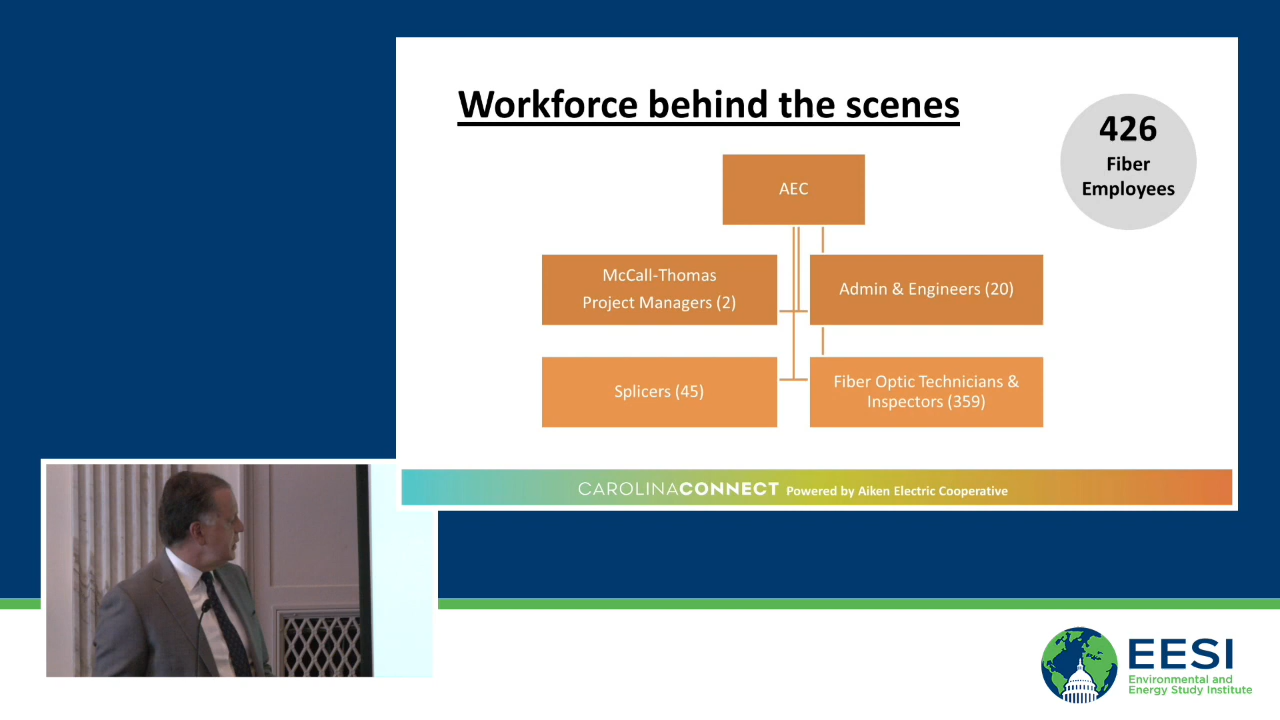 Workforce behind the scenes
426
Fiber
Employees
AEC
McCall-Thomas
Project Managers (2)
Admin & Engineers (20)
Splicers (45)
Fiber Optic Technicians &
Inspectors (359)
CAROLINACONNECT Powered by Aiken Electric Cooperative
EESI
Environmental and
Energy Study Institute